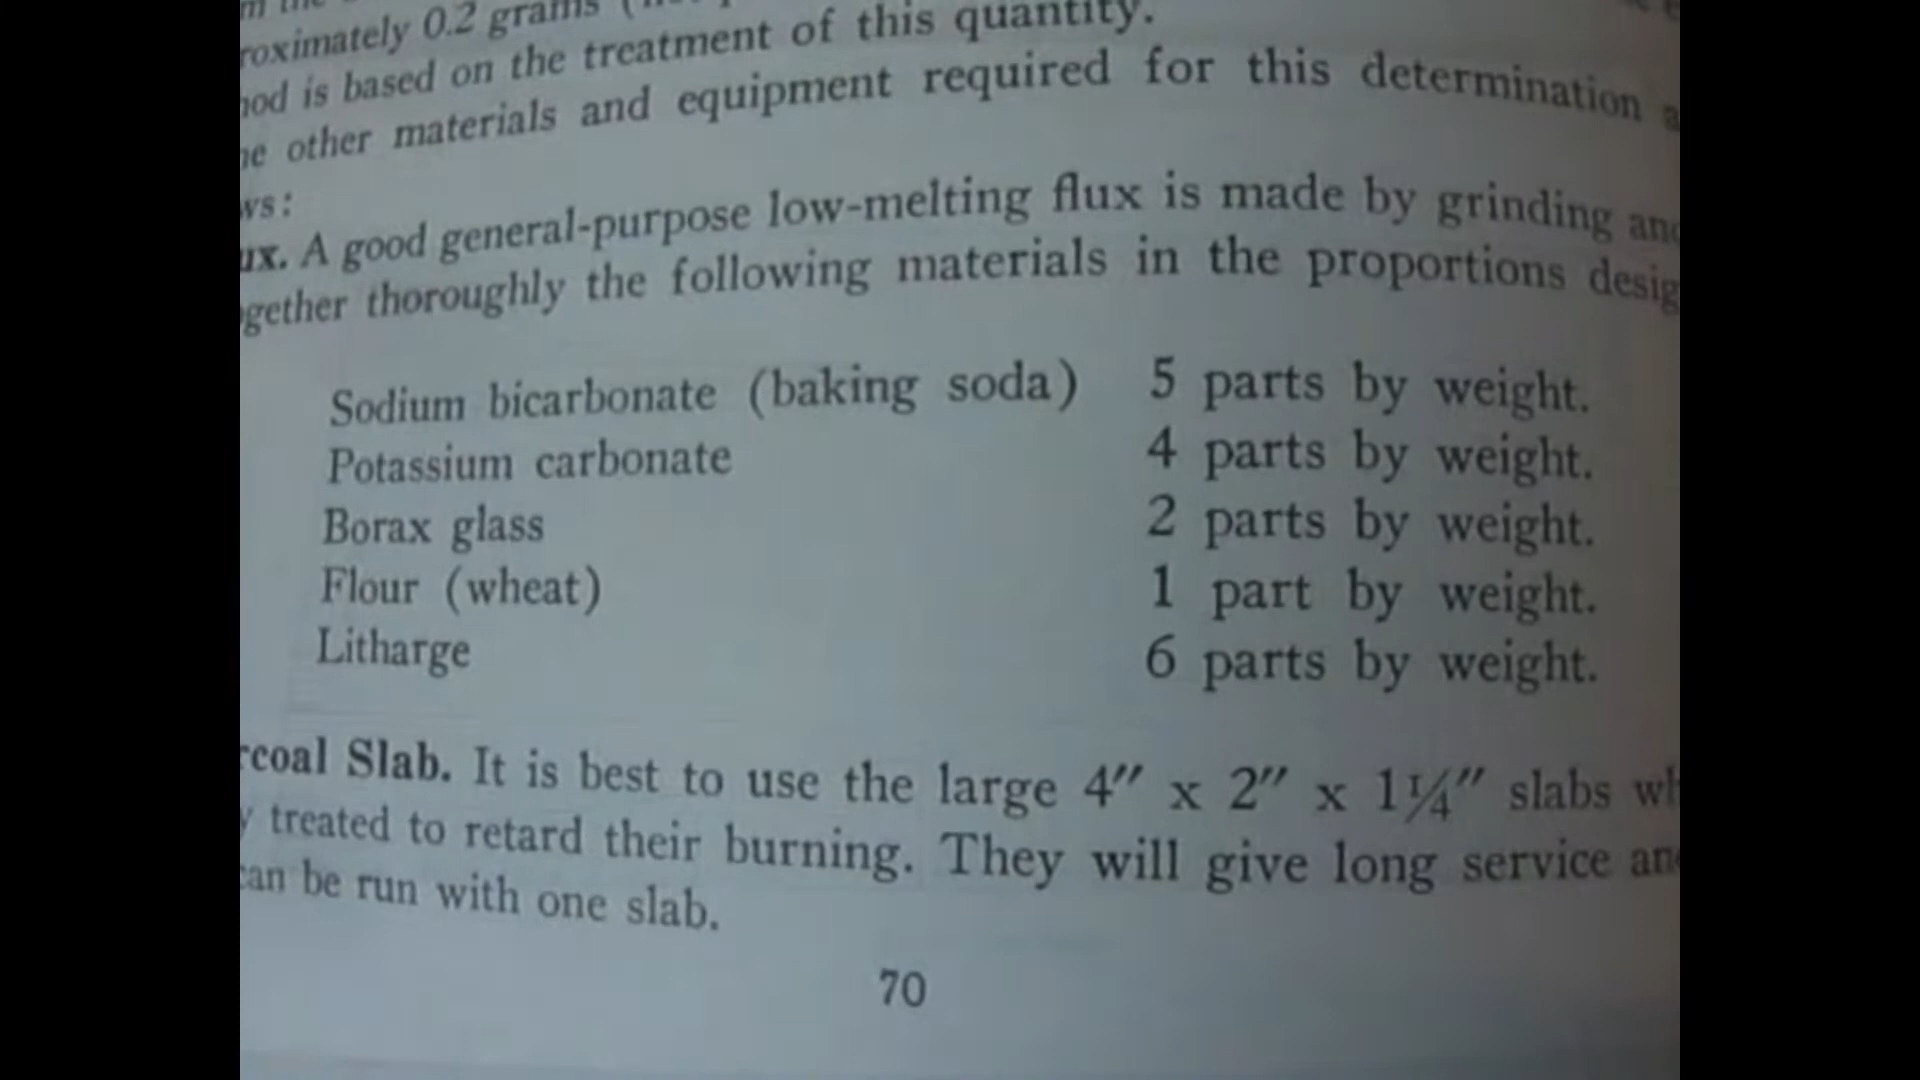 roximately 0.2 grams
nod is based on the treatment of this quantity.
ne other materials and equipment required for this determination a
ws:
ux. A good general-purpose low-melting flux is made by grinding and
gether thoroughly the following materials in the proportions desig
Sodium bicarbonate (baking soda) 5 parts by weight.
Potassium carbonate 4 parts by weight.
Borax glass 2 parts by weight.
Flour (wheat) 1 part by weight.
Litharge 6 parts by weight.
rcoal Slab. It is best to use the large 4″ x 2″ x 1¼″ slabs wh
y treated to retard their burning. They will give long service and
can be run with one slab.
70